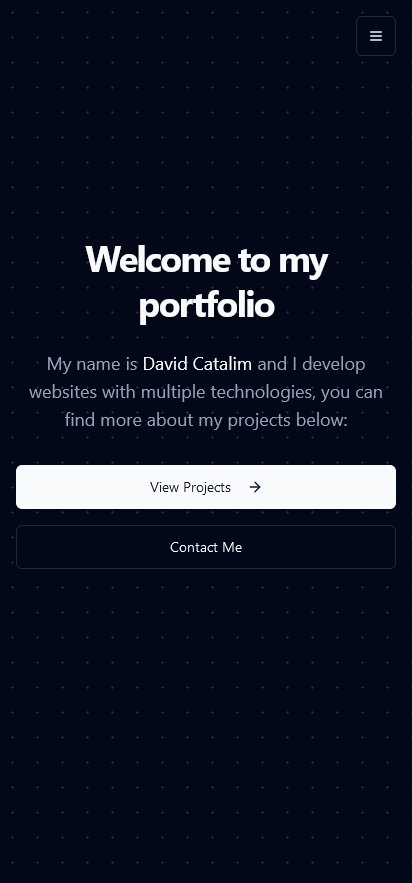 Welcome to my
portfolio
My name is David Catalim and I develop
websites with multiple technologies, you can
find more about my projects below:
View Projects
Contact Me